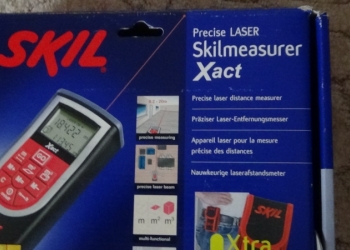 SKIL
Precise LASER
Skilmeasurer
Xact
Precise laser distance measurer
Präziser Laser-Entfernungsmesser
Appareil laser pour la mesure
précise des distances
Nauwkeurige laserafstandsmeter
precise measuring
precise laser beam
m m² m³
multi-functional
Xact
SKIL
Xtra